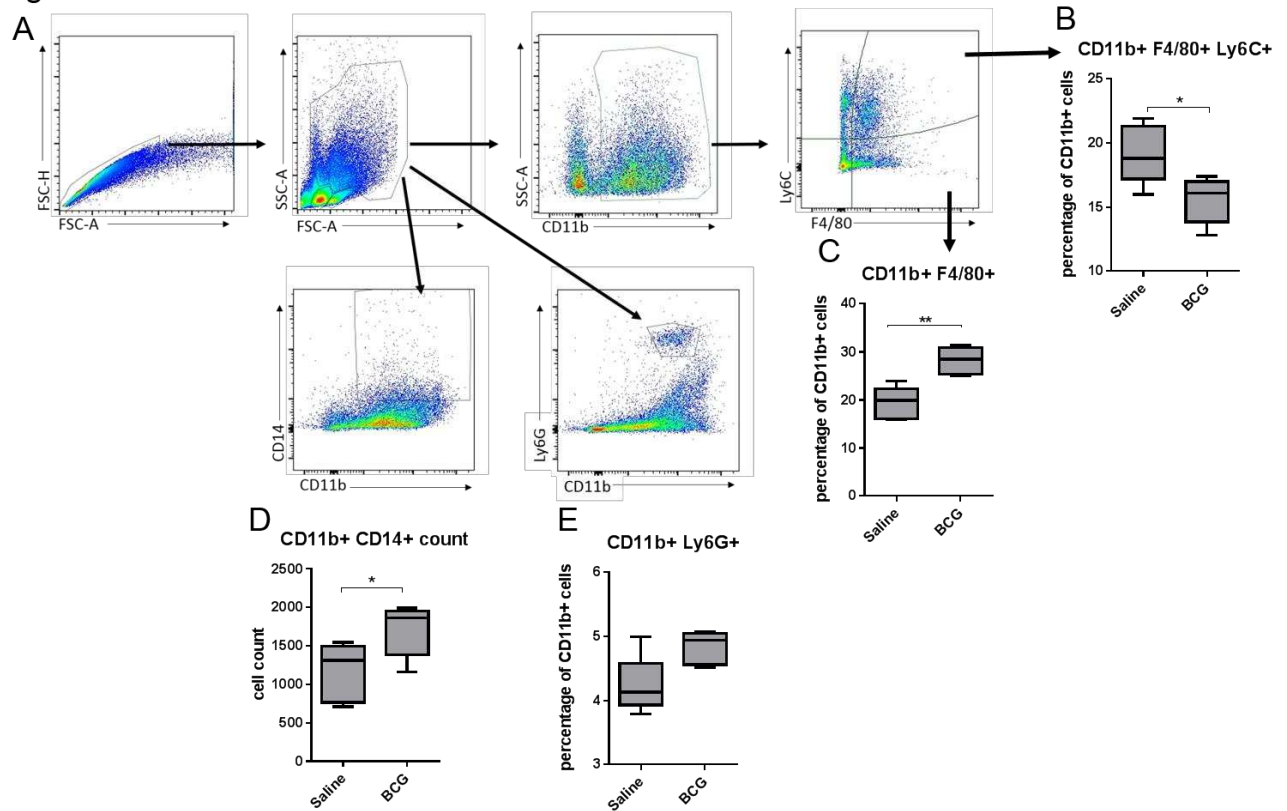 A
FSC-H
FSC-A
SSC-A
FSC-A
SSC-A
CD11b
Ly6C
F4/80
B
CD11b+ F4/80+ Ly6C+
percentage of CD11b+ cells
25
20
15
10
*
Saline
BCG
CD14
CD11b
Ly6G
CD11b
C
CD11b+ F4/80+
percentage of CD11b+ cells
40
30
20
10
0
**
Saline
BCG
D
CD11b+ CD14+ count
cell count
2500
2000
1500
1000
500
0
*
Saline
BCG
E
CD11b+ Ly6G+
percentage of CD11b+ cells
6
5
4
3
Saline
BCG